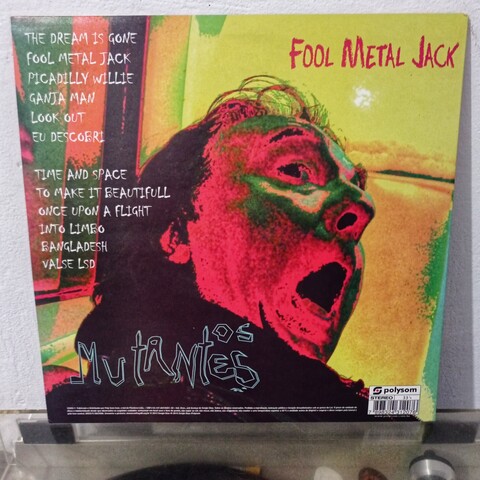 THE DREAM IS GONE
FOOL METAL JACK
PICADILLY WILLIE
GANJA MAN
LOOK OUT
EU DESCOBRI
TIME AND SPACE
TO MAKE IT BEAUTIFULL
ONCE UPON A FLIGHT
INTO LIMBO
BANGLADESH
VALSE LSD
FOOL METAL JACK
OS
MUTANTES
polysom
STEREO